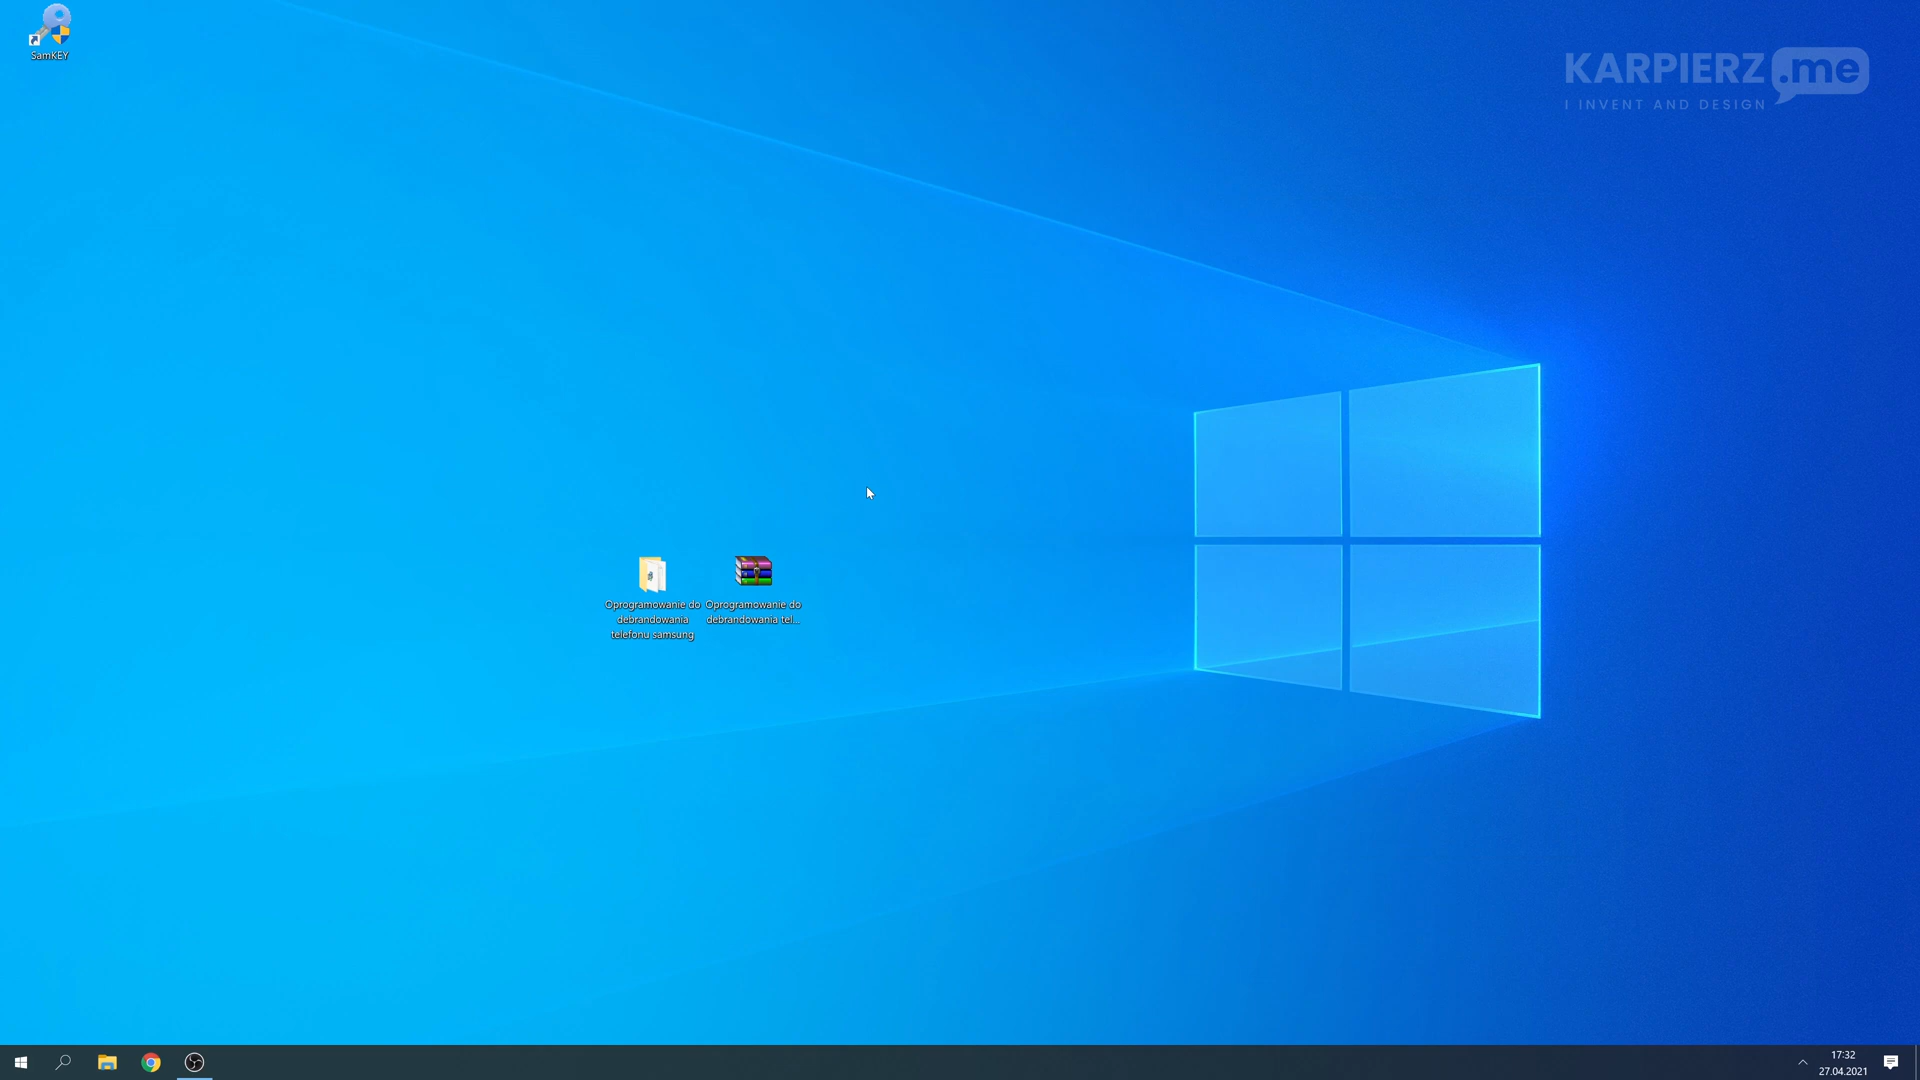 SamKEY
KARPIERZ .me
I INVENT AND DESIGN
Oprogramowanie do
debrandowania
telefonu samsung
Oprogramowanie do
debrandowania tel...
17:32
27.04.2021